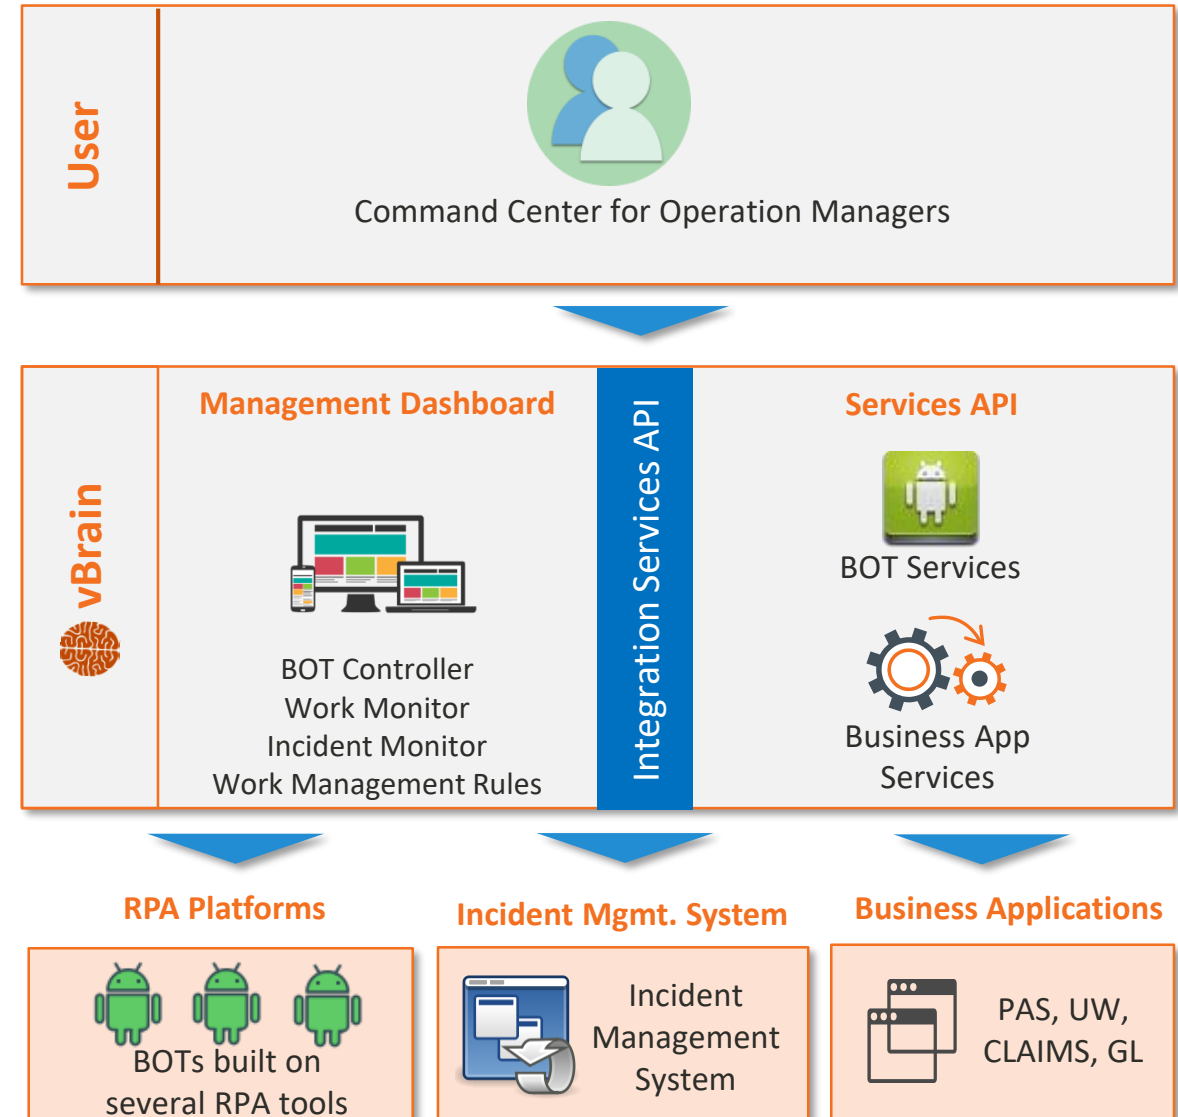 User
Command Center for Operation Managers
vBrain
Management Dashboard
BOT Controller
Work Monitor
Incident Monitor
Work Management Rules
Integration Services API
Services API
BOT Services
Business App
Services
RPA Platforms
BOTs built on
several RPA tools
Incident Mgmt. System
Incident
Management
System
Business Applications
PAS, UW,
CLAIMS, GL